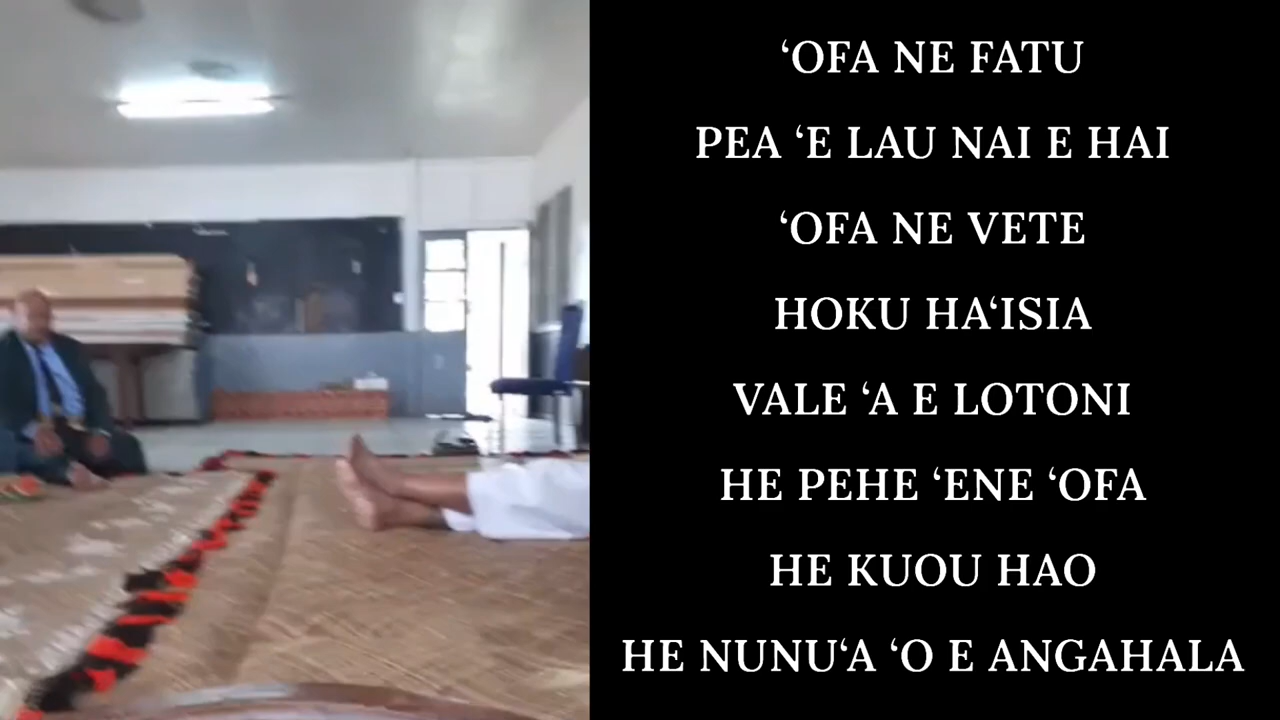 ‘OFA NE FATU
PEA ‘E LAU NAI E HAI
‘OFA NE VETE
HOKU HA‘ISIA
VALE ‘A E LOTONI
HE PEHE ‘ENE ‘OFA
HE KUOU HAO
HE NUNU‘A ‘O E ANGAHALA